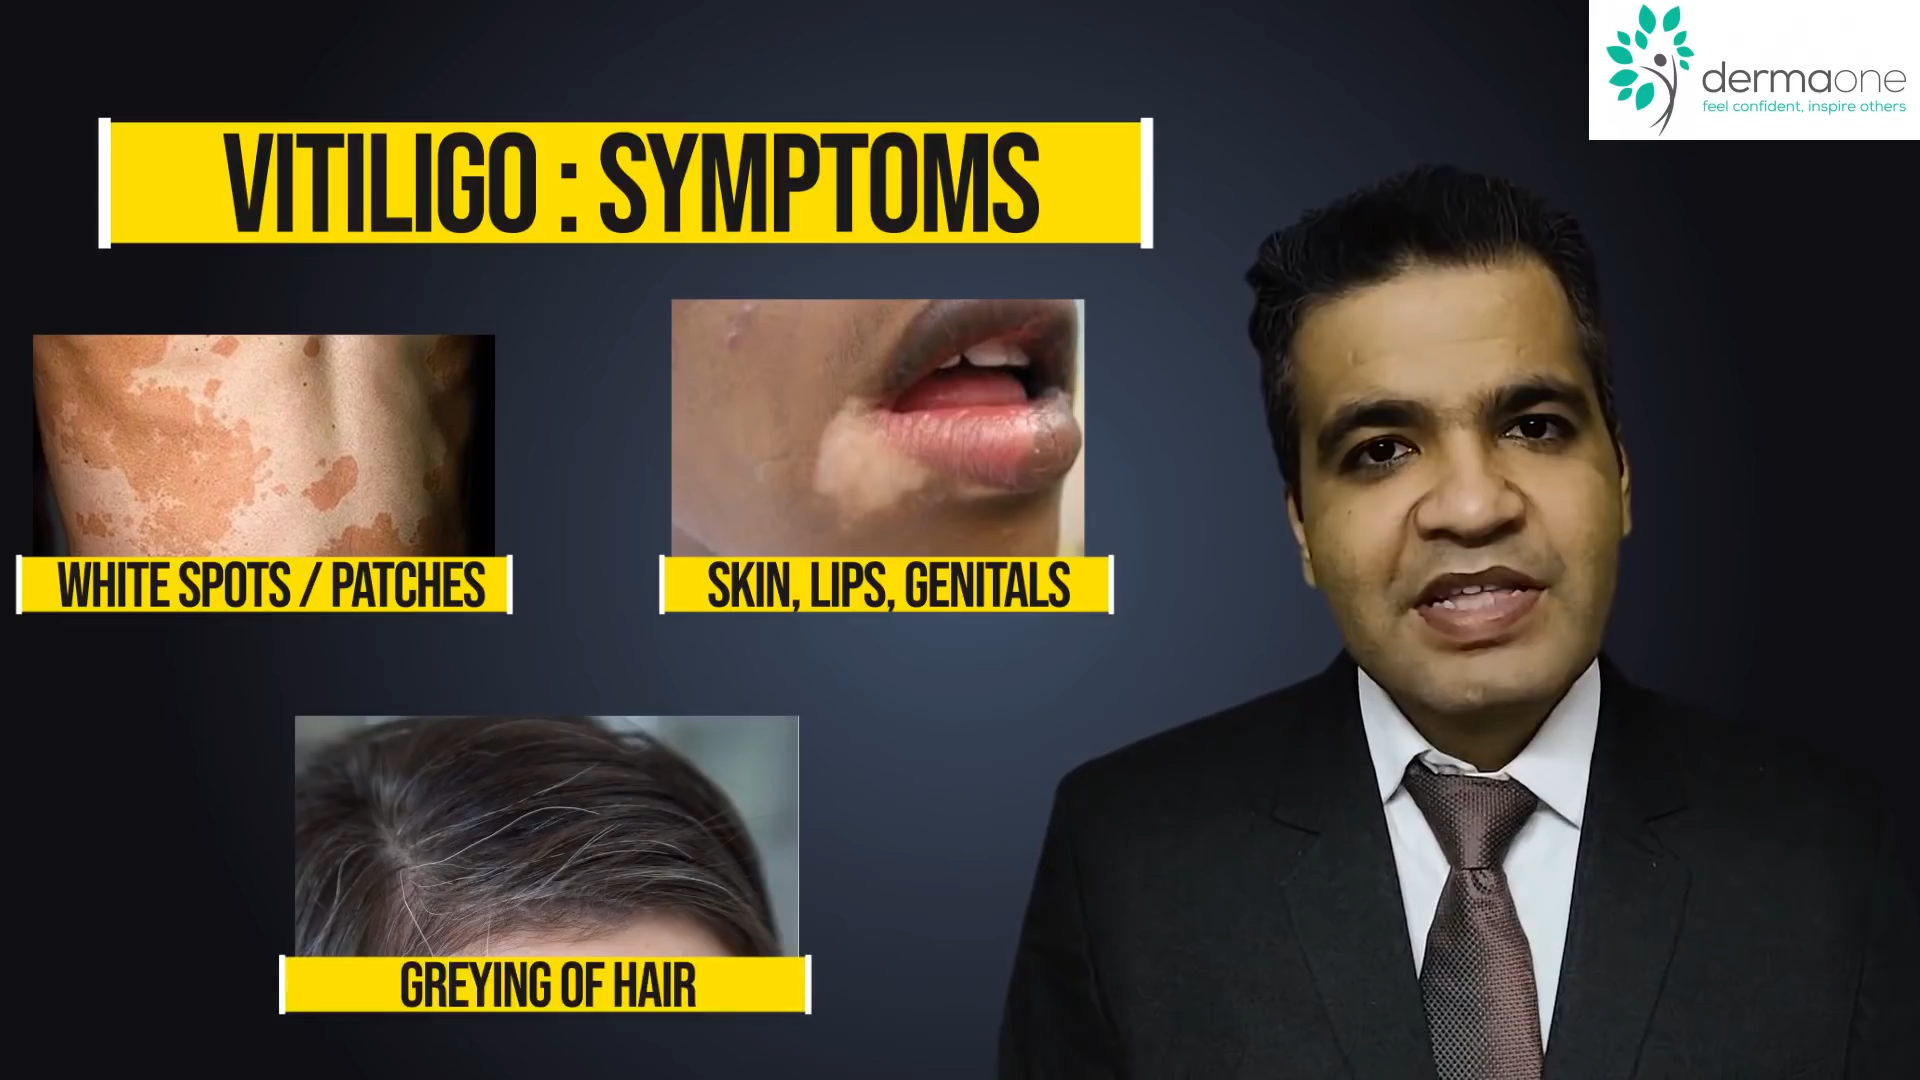 dermaone
feel confident, inspire others
VITILIGO : SYMPTOMS
WHITE SPOTS / PATCHES
SKIN, LIPS, GENITALS
GREYING OF HAIR